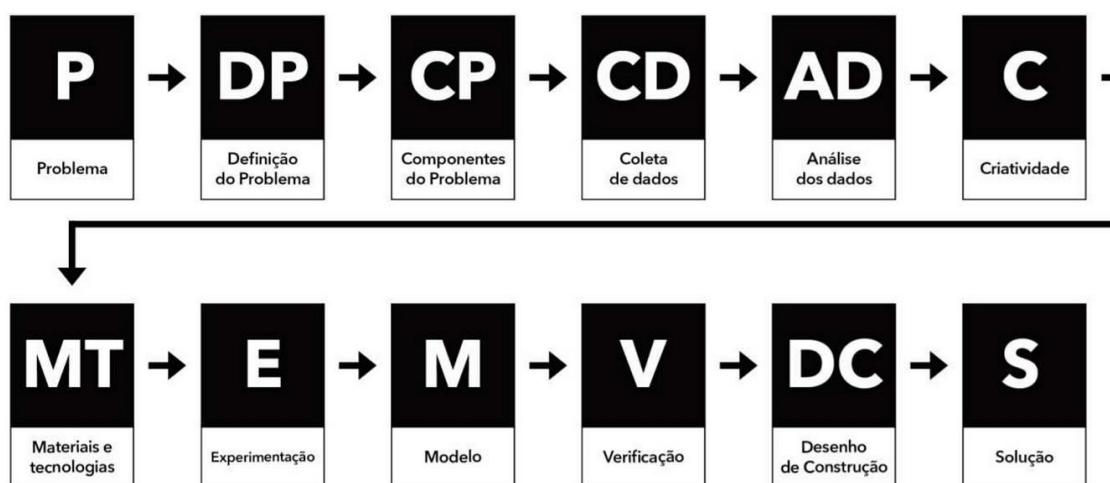 P
DP
CP
CD
AD
C
Problema
Definição
do Problema
Componentes
do Problema
Coleta
de dados
Análise
dos dados
Criatividade
MT
E
M
V
DC
S
Materiais e
tecnologias
Experimentação
Modelo
Verificação
Desenho
de Construção
Solução